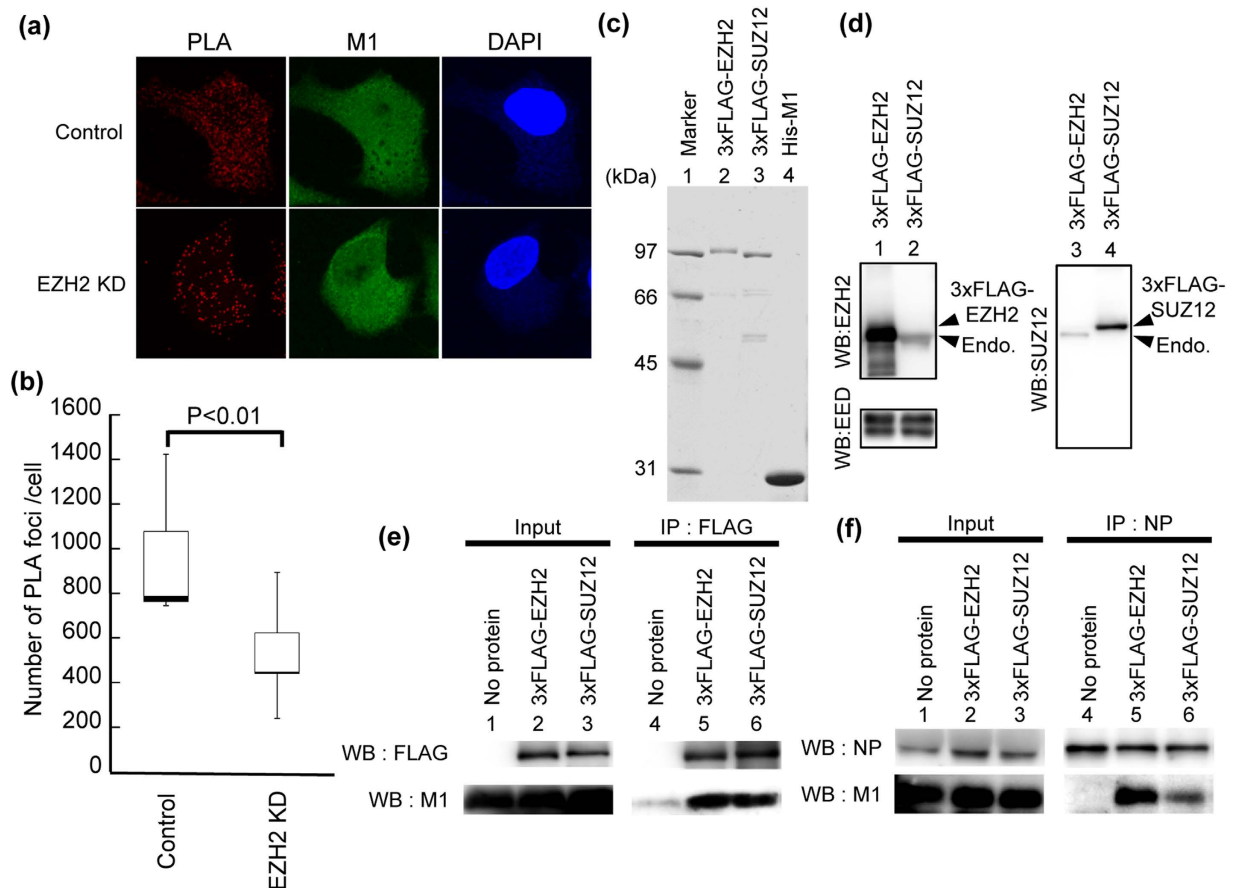 (a)
PLA M1 DAPI
Control
EZH2 KD
(b)
Number of PLA foci /cell
1600
1400
1200
1000
800
600
400
200
0
P<0.01
Control
EZH2 KD
(c)
Marker
3xFLAG-EZH2
3xFLAG-SUZ12
His-M1
(kDa) 1 2 3 4
97
66
45
31
(d)
3xFLAG-EZH2
3xFLAG-SUZ12
1 2
WB:EZH2
3xFLAG-
EZH2
Endo.
WB:EED
3xFLAG-EZH2
3xFLAG-SUZ12
3 4
WB:SUZ12
3xFLAG-
SUZ12
Endo.
(e)
Input IP : FLAG
No protein
3xFLAG-EZH2
3xFLAG-SUZ12
No protein
3xFLAG-EZH2
3xFLAG-SUZ12
1 2 3 4 5 6
WB : FLAG
WB : M1
(f)
Input IP : NP
No protein
3xFLAG-EZH2
3xFLAG-SUZ12
No protein
3xFLAG-EZH2
3xFLAG-SUZ12
1 2 3 4 5 6
WB : NP
WB : M1